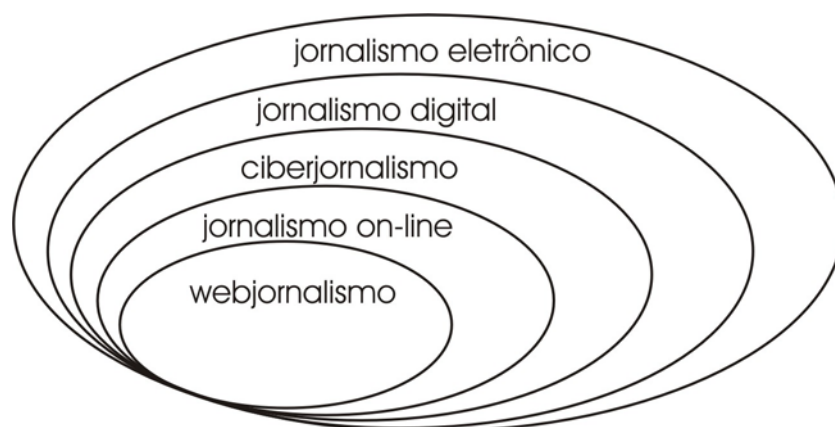 jornalismo eletrônico
jornalismo digital
ciberjornalismo
jornalismo on-line
webjornalismo